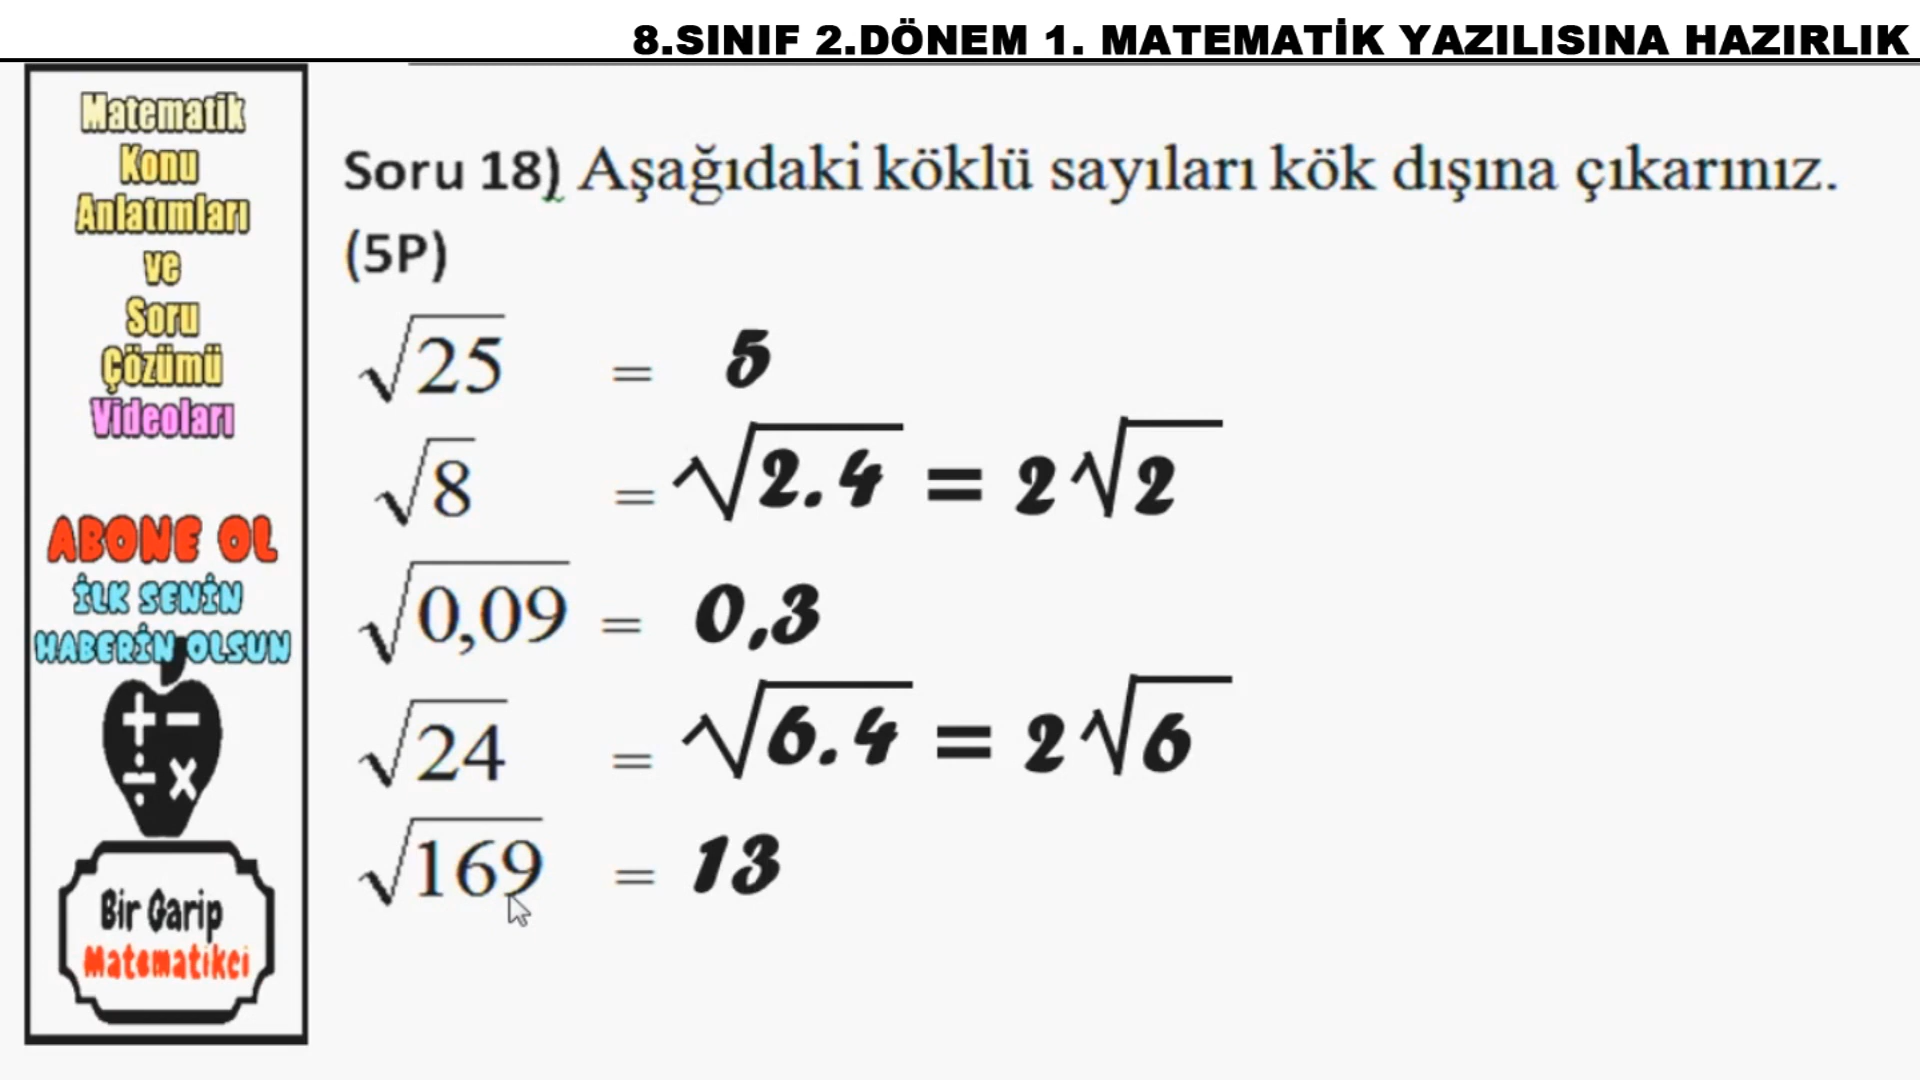 8.SINIF 2.DÖNEM 1. MATEMATİK YAZILISINA HAZIRLIK
Matematik
Konu
Anlatımları
ve
Soru
Çözümü
Videoları
ABONE OL
İLK SENİN
HABERİN OLSUN
+ −
÷ x
Bir Garip
Matematikci
Soru 18) Aşağıdaki köklü sayıları kök dışına çıkarınız.
(5P)
√25 = 5
√8 = √2.4 = 2√2
√0,09 = 0,3
√24 = √6.4 = 2√6
√169 = 13